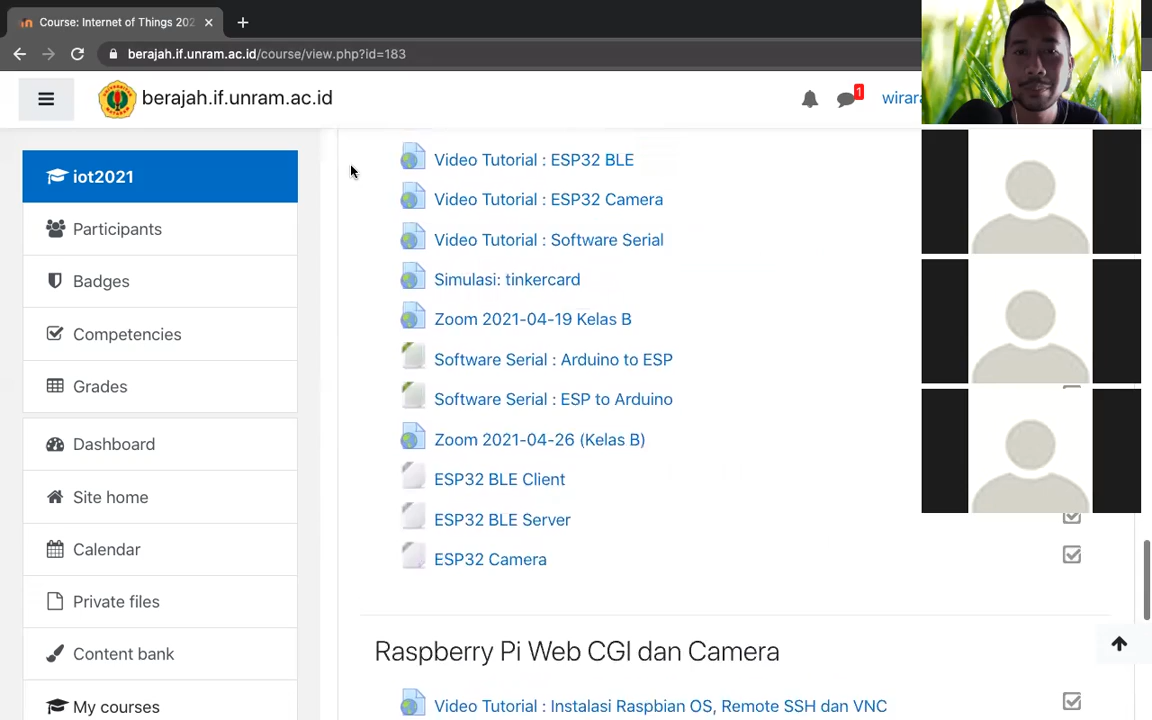 Course: Internet of Things 202
berajah.if.unram.ac.id/course/view.php?id=183
berajah.if.unram.ac.id
1
wirara
iot2021
Participants
Badges
Competencies
Grades
Dashboard
Site home
Calendar
Private files
Content bank
My courses
Video Tutorial : ESP32 BLE
Video Tutorial : ESP32 Camera
Video Tutorial : Software Serial
Simulasi: tinkercard
Zoom 2021-04-19 Kelas B
Software Serial : Arduino to ESP
Software Serial : ESP to Arduino
Zoom 2021-04-26 (Kelas B)
ESP32 BLE Client
ESP32 BLE Server
ESP32 Camera
Raspberry Pi Web CGI dan Camera
Video Tutorial : Instalasi Raspbian OS, Remote SSH dan VNC